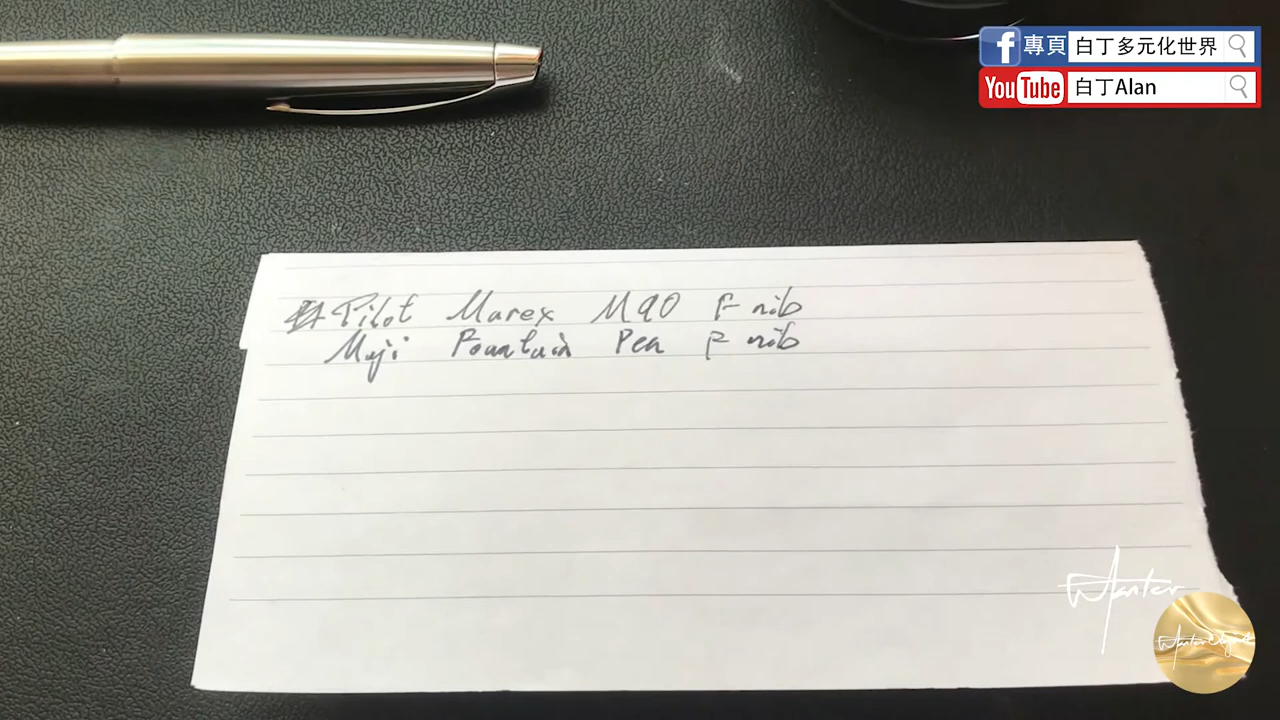 專頁 白丁多元化世界
YouTube 白丁Alan
Pilot Murex M90 F nib
Muji Fountain Pen F nib